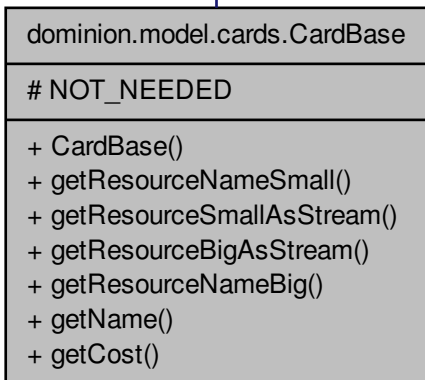 dominion.model.cards.CardBase
# NOT_NEEDED
+ CardBase()
+ getResourceNameSmall()
+ getResourceSmallAsStream()
+ getResourceBigAsStream()
+ getResourceNameBig()
+ getName()
+ getCost()